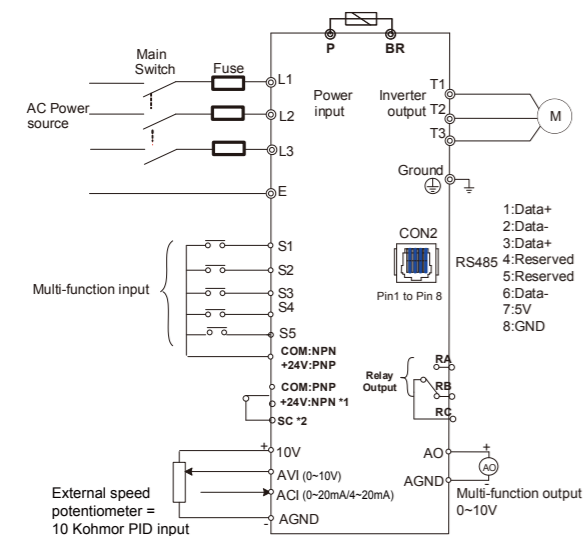 P
BR
Main
Switch
Fuse
L1
L2
L3
AC Power
source
Power
input
Inverter
output
T1
T2
T3
M
E
Ground
CON2
Pin1 to Pin 8
RS485
1:Data+
2:Data-
3:Data+
4:Reserved
5:Reserved
6:Data-
7:5V
8:GND
Multi-function input
S1
S2
S3
S4
S5
COM:NPN
+24V:PNP
COM:PNP
+24V:NPN *1
SC *2
Relay
Output
RA
RB
RC
+
10V
AVI (0~10V)
ACI (0~20mA/4~20mA)
-
AGND
External speed
potentiometer =
10 Kohmor PID input
AO
AGND
+
AO
-
Multi-function output
0~10V